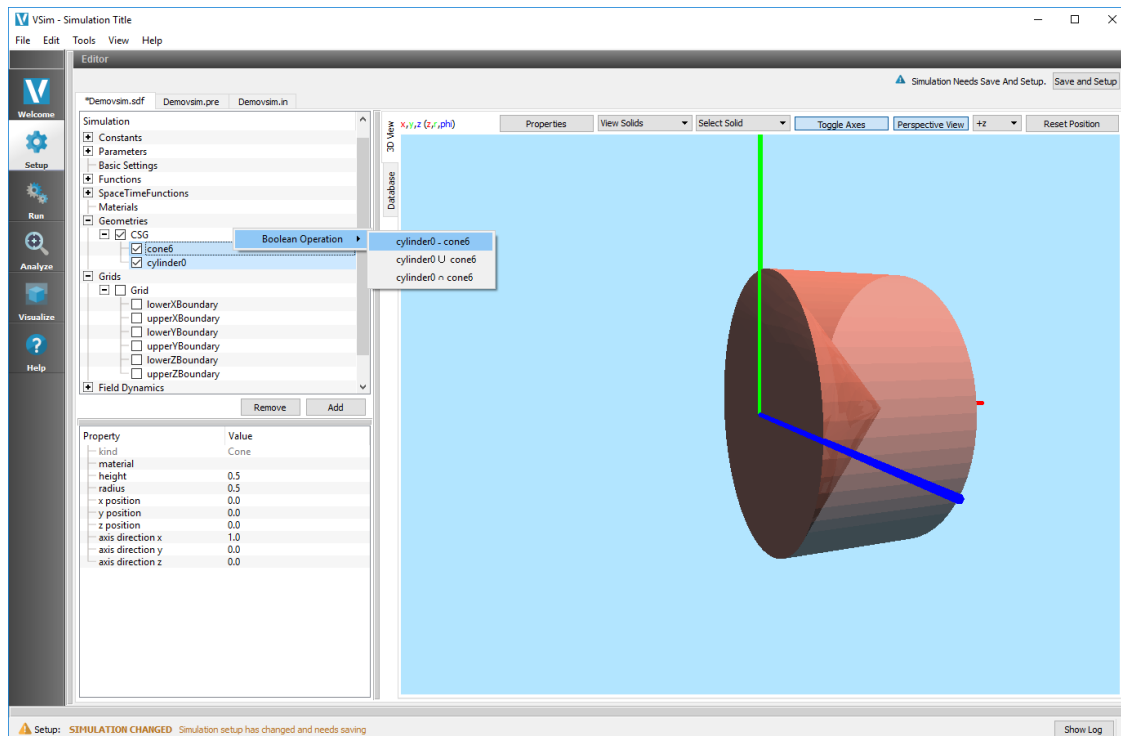 VSim - Simulation Title
File Edit Tools View Help
Editor
Simulation Needs Save And Setup. Save and Setup
*Demovsim.sdf Demovsim.pre Demovsim.in
Welcome
Setup
Run
Analyze
Visualize
Help
Simulation
Constants
Parameters
Basic Settings
Functions
SpaceTimeFunctions
Materials
Geometries
CSG
cone6
cylinder0
Grids
Grid
lowerXBoundary
upperXBoundary
lowerYBoundary
upperYBoundary
lowerZBoundary
upperZBoundary
Field Dynamics
Boolean Operation
cylinder0 - cone6
cylinder0 ∪ cone6
cylinder0 ∩ cone6
Remove Add
Property Value
kind Cone
material
height 0.5
radius 0.5
x position 0.0
y position 0.0
z position 0.0
axis direction x 1.0
axis direction y 0.0
axis direction z 0.0
3D View
Database
x,y,z (z,r,phi) Properties View Solids Select Solid Toggle Axes Perspective View +z Reset Position
Setup: SIMULATION CHANGED Simulation setup has changed and needs saving
Show Log